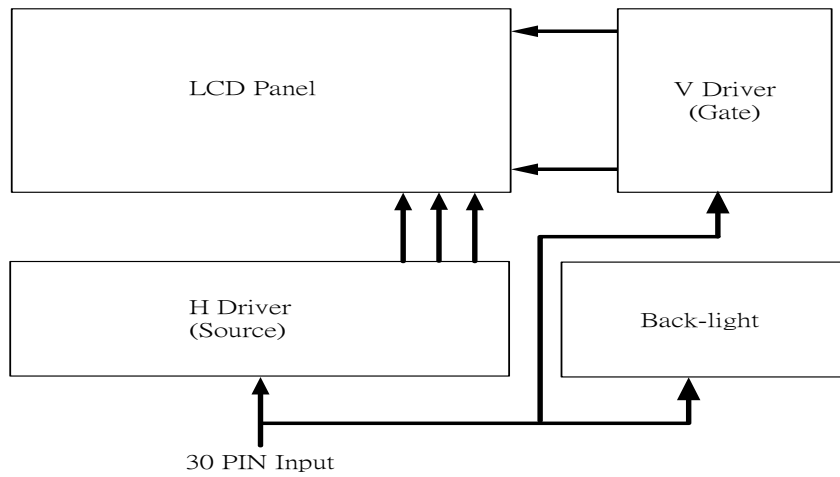 LCD Panel
V Driver
(Gate)
H Driver
(Source)
Back-light
30 PIN Input